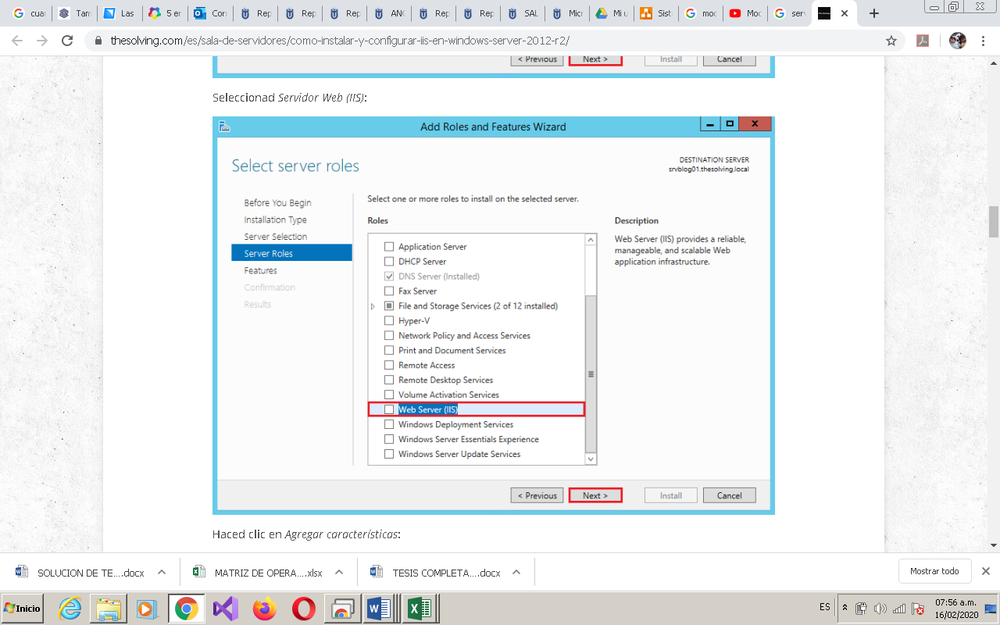 cuar
Tam
Las
5 er
Cor
Rep
Rep
Rep
ANC
Rep
Rep
SAL
Micr
Mi u
Sist
moc
Moc
serv
thesolving.com/es/sala-de-servidores/como-instalar-y-configurar-iis-en-windows-server-2012-r2/
< Previous
Next >
Install
Cancel
Seleccionad Servidor Web (IIS):
Add Roles and Features Wizard
Select server roles
DESTINATION SERVER
srvblog01.thesolving.local
Before You Begin
Installation Type
Server Selection
Server Roles
Features
Confirmation
Results
Select one or more roles to install on the selected server.
Roles
Application Server
DHCP Server
DNS Server (Installed)
Fax Server
File and Storage Services (2 of 12 installed)
Hyper-V
Network Policy and Access Services
Print and Document Services
Remote Access
Remote Desktop Services
Volume Activation Services
Web Server (IIS)
Windows Deployment Services
Windows Server Essentials Experience
Windows Server Update Services
Description
Web Server (IIS) provides a reliable,
manageable, and scalable Web
application infrastructure.
< Previous
Next >
Install
Cancel
Haced clic en Agregar características:
SOLUCION DE TE....docx
MATRIZ DE OPERA....xlsx
TESIS COMPLETA....docx
Mostrar todo
Inicio
ES
07:56 a.m.
16/02/2020